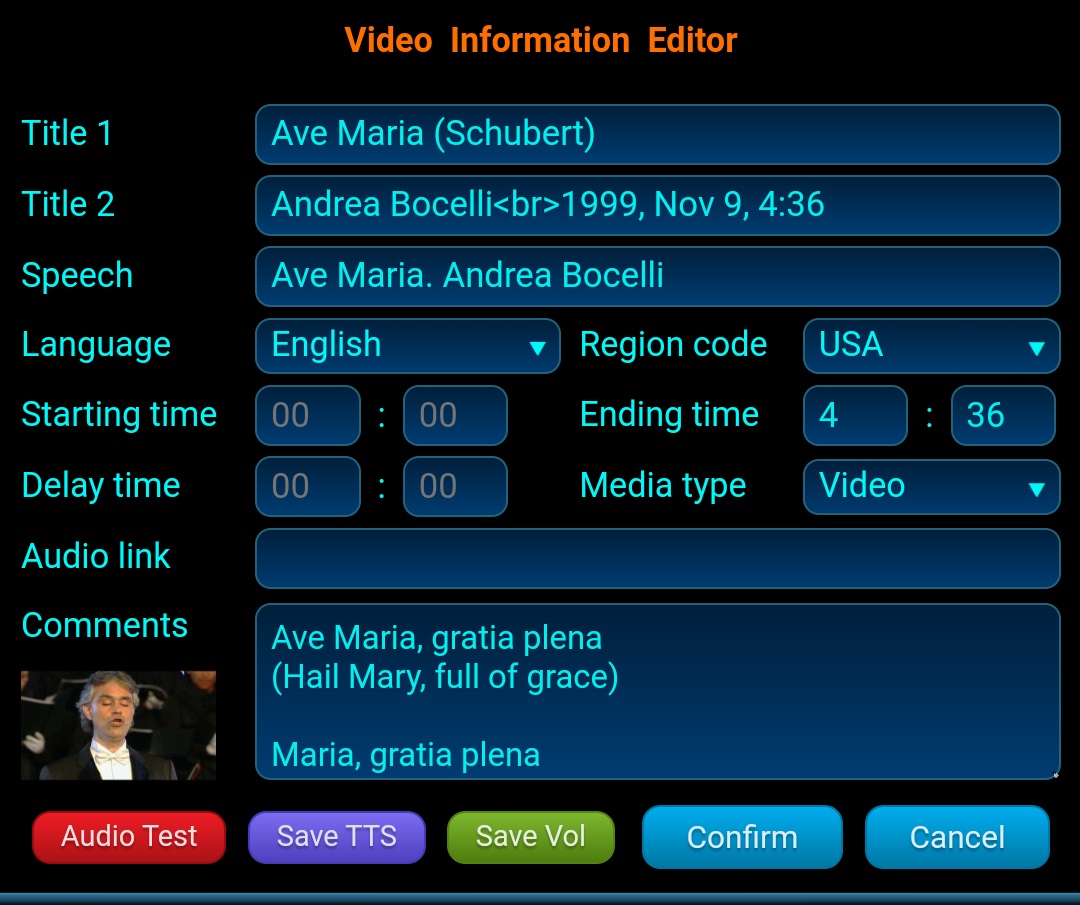 Video Information Editor
Title 1
Ave Maria (Schubert)
Title 2
Andrea Bocelli<br>1999, Nov 9, 4:36
Speech
Ave Maria. Andrea Bocelli
Language
English ▼
Region code
USA ▼
Starting time
00 : 00
Ending time
4 : 36
Delay time
00 : 00
Media type
Video ▼
Audio link
Comments
Ave Maria, gratia plena
(Hail Mary, full of grace)
Maria, gratia plena
Audio Test
Save TTS
Save Vol
Confirm
Cancel